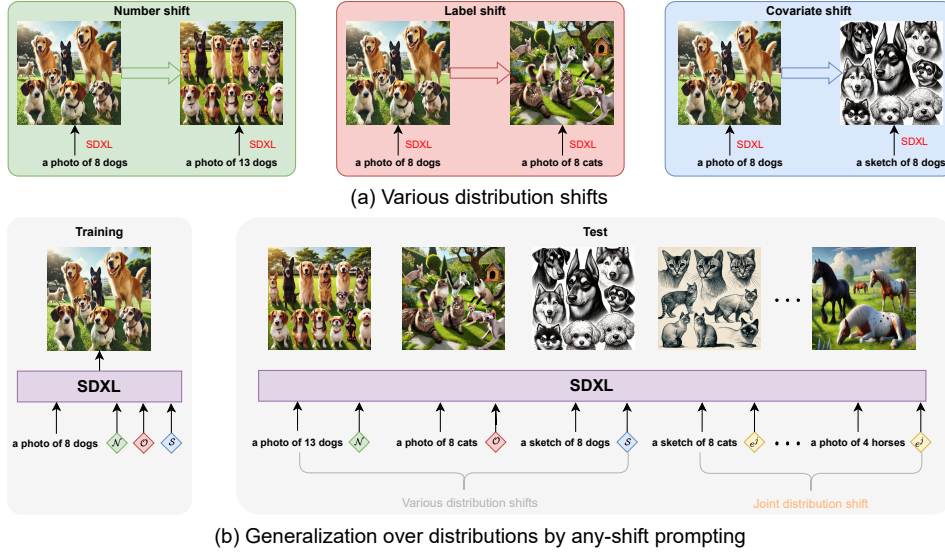 Number shift
Label shift
Covariate shift
SDXL
SDXL
SDXL
SDXL
SDXL
SDXL
a photo of 8 dogs
a photo of 13 dogs
a photo of 8 dogs
a photo of 8 cats
a photo of 8 dogs
a sketch of 8 dogs
(a) Various distribution shifts
Training
Test
SDXL
SDXL
a photo of 8 dogs
𝒩
𝒪
𝒮
a photo of 13 dogs
𝒩
a photo of 8 cats
𝒪
a sketch of 8 dogs
𝒮
a sketch of 8 cats
e^j
a photo of 4 horses
e^j
Various distribution shifts
Joint distribution shift
(b) Generalization over distributions by any-shift prompting